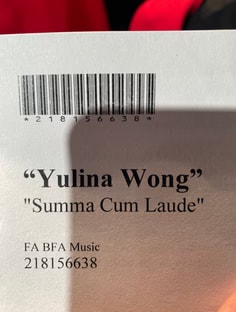 *218156638*
“Yulina Wong”
"Summa Cum Laude"
FA BFA Music
218156638